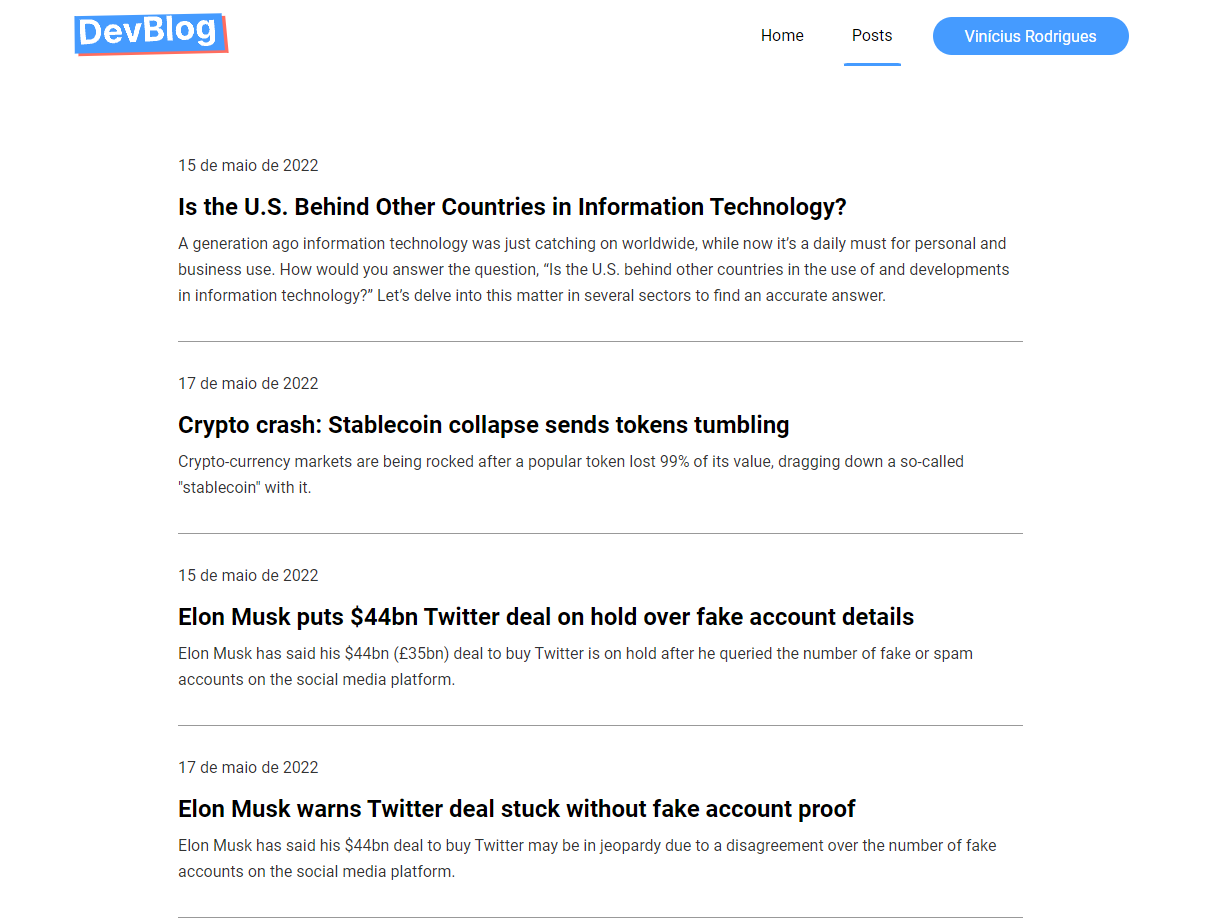 DevBlog
Home
Posts
Vinícius Rodrigues
15 de maio de 2022
Is the U.S. Behind Other Countries in Information Technology?
A generation ago information technology was just catching on worldwide, while now it’s a daily must for personal and
business use. How would you answer the question, “Is the U.S. behind other countries in the use of and developments
in information technology?” Let’s delve into this matter in several sectors to find an accurate answer.
17 de maio de 2022
Crypto crash: Stablecoin collapse sends tokens tumbling
Crypto-currency markets are being rocked after a popular token lost 99% of its value, dragging down a so-called
"stablecoin" with it.
15 de maio de 2022
Elon Musk puts $44bn Twitter deal on hold over fake account details
Elon Musk has said his $44bn (£35bn) deal to buy Twitter is on hold after he queried the number of fake or spam
accounts on the social media platform.
17 de maio de 2022
Elon Musk warns Twitter deal stuck without fake account proof
Elon Musk has said his $44bn deal to buy Twitter may be in jeopardy due to a disagreement over the number of fake
accounts on the social media platform.